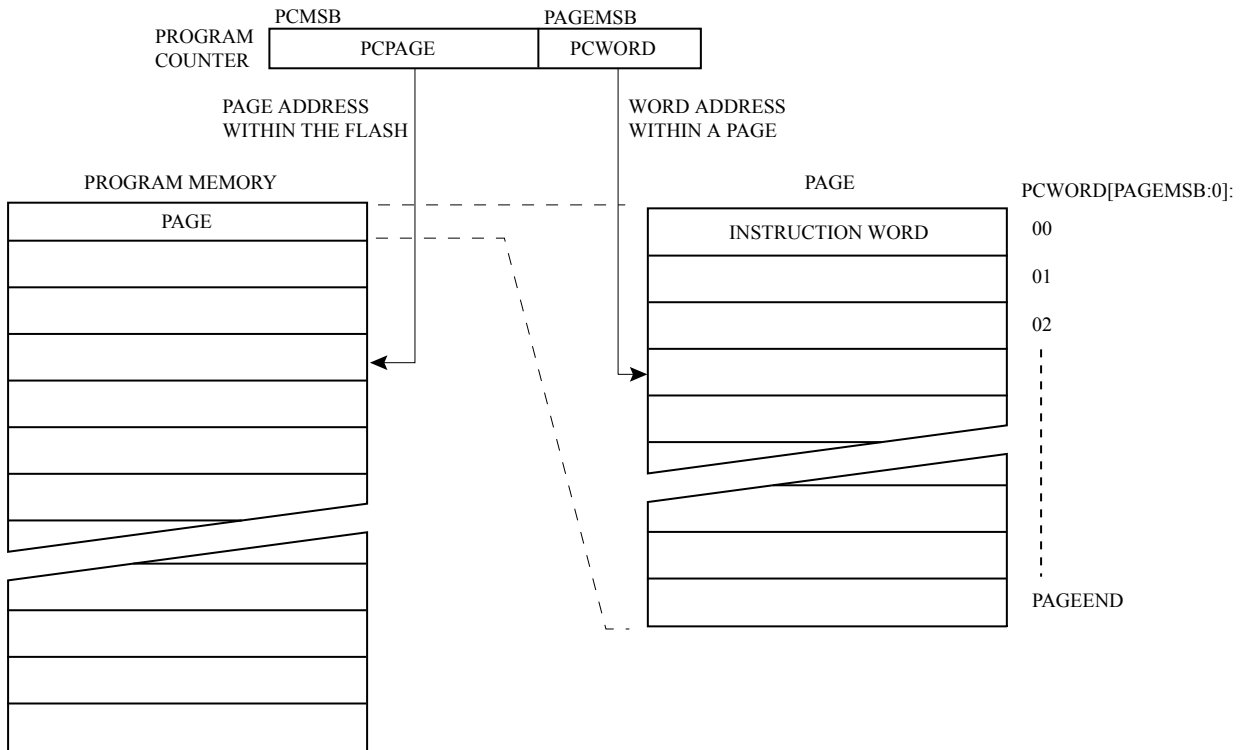 PCMSB
PAGEMSB
PROGRAM
COUNTER
PCPAGE
PCWORD
PAGE ADDRESS
WITHIN THE FLASH
WORD ADDRESS
WITHIN A PAGE
PROGRAM MEMORY
PAGE
PAGE
PCWORD[PAGEMSB:0]:
INSTRUCTION WORD
00
01
02
PAGEEND